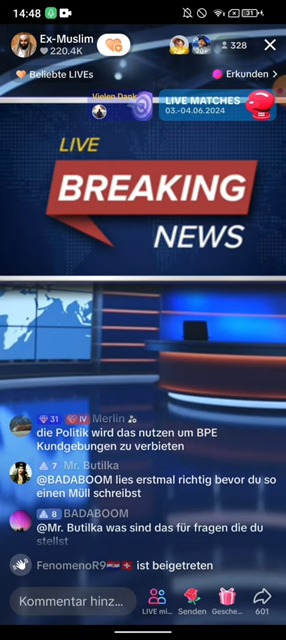 14:48
31
Ex-Muslim
220.4K
328
Beliebte LIVEs
Erkunden >
Vielen Dank
LIVE MATCHES
03.-04.06.2024
LIVE
BREAKING
NEWS
31 IV Merlin
die Politik wird das nutzen um BPE
Kundgebungen zu verbieten
7 Mr. Butilka
@BADABOOM lies erstmal richtig bevor du so
einen Müll schreibst
8 BADABOOM
@Mr. Butilka was sind das für fragen die du
stellst
FenomenoR9 ist beigetreten
Kommentar hinz...
LIVE mi...
Senden
Gesche...
601